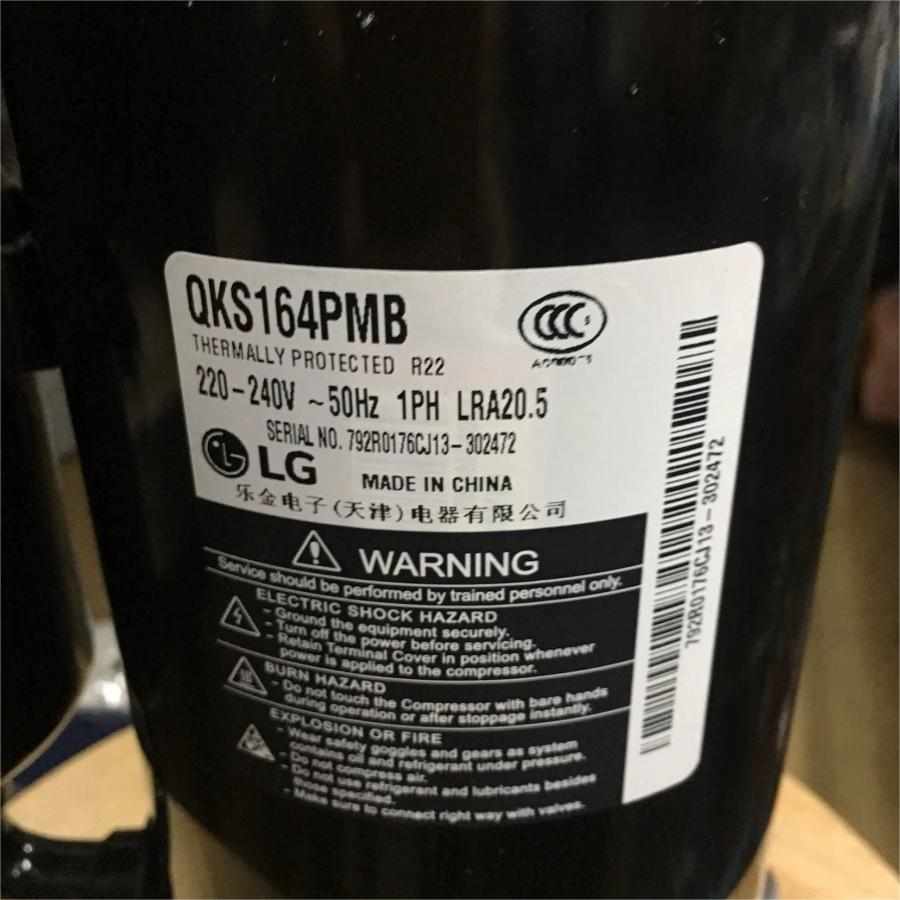 QKS164PMB
THERMALLY PROTECTED R22
220-240V ~50Hz 1PH LRA20.5
SERIAL NO. 792R0176CJ13-302472
LG
MADE IN CHINA
乐金电子(天津)电器有限公司
WARNING
Service should be performed by trained personnel only.
ELECTRIC SHOCK HAZARD
- Ground the equipment securely.
- Turn off the power before servicing.
- Retain Terminal Cover in position whenever
power is applied to the compressor.
BURN HAZARD
- Do not touch the Compressor with bare hands
during operation or after stoppage instantly.
EXPLOSION OR FIRE
- Wear safety goggles and gears as system
contains oil and refrigerant under pressure.
- Do not compress air.
- Do not use refrigerant and lubricants besides
those specified.
- Make sure to connect right way with valves.
CCC S
792R0176CJ13-302472